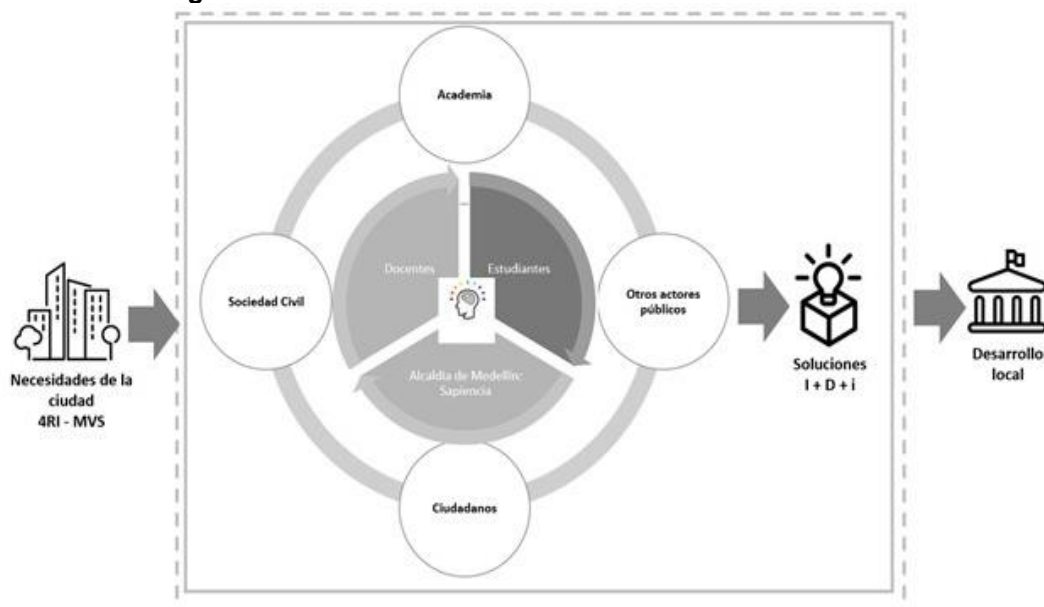 Academia
Docentes
Estudiantes
Sociedad Civil
Otros actores
públicos
Alcaldía de Medellín:
Sapiencia
Ciudadanos
Necesidades de la
ciudad
4RI - MVS
Soluciones
I + D + i
Desarrollo
local